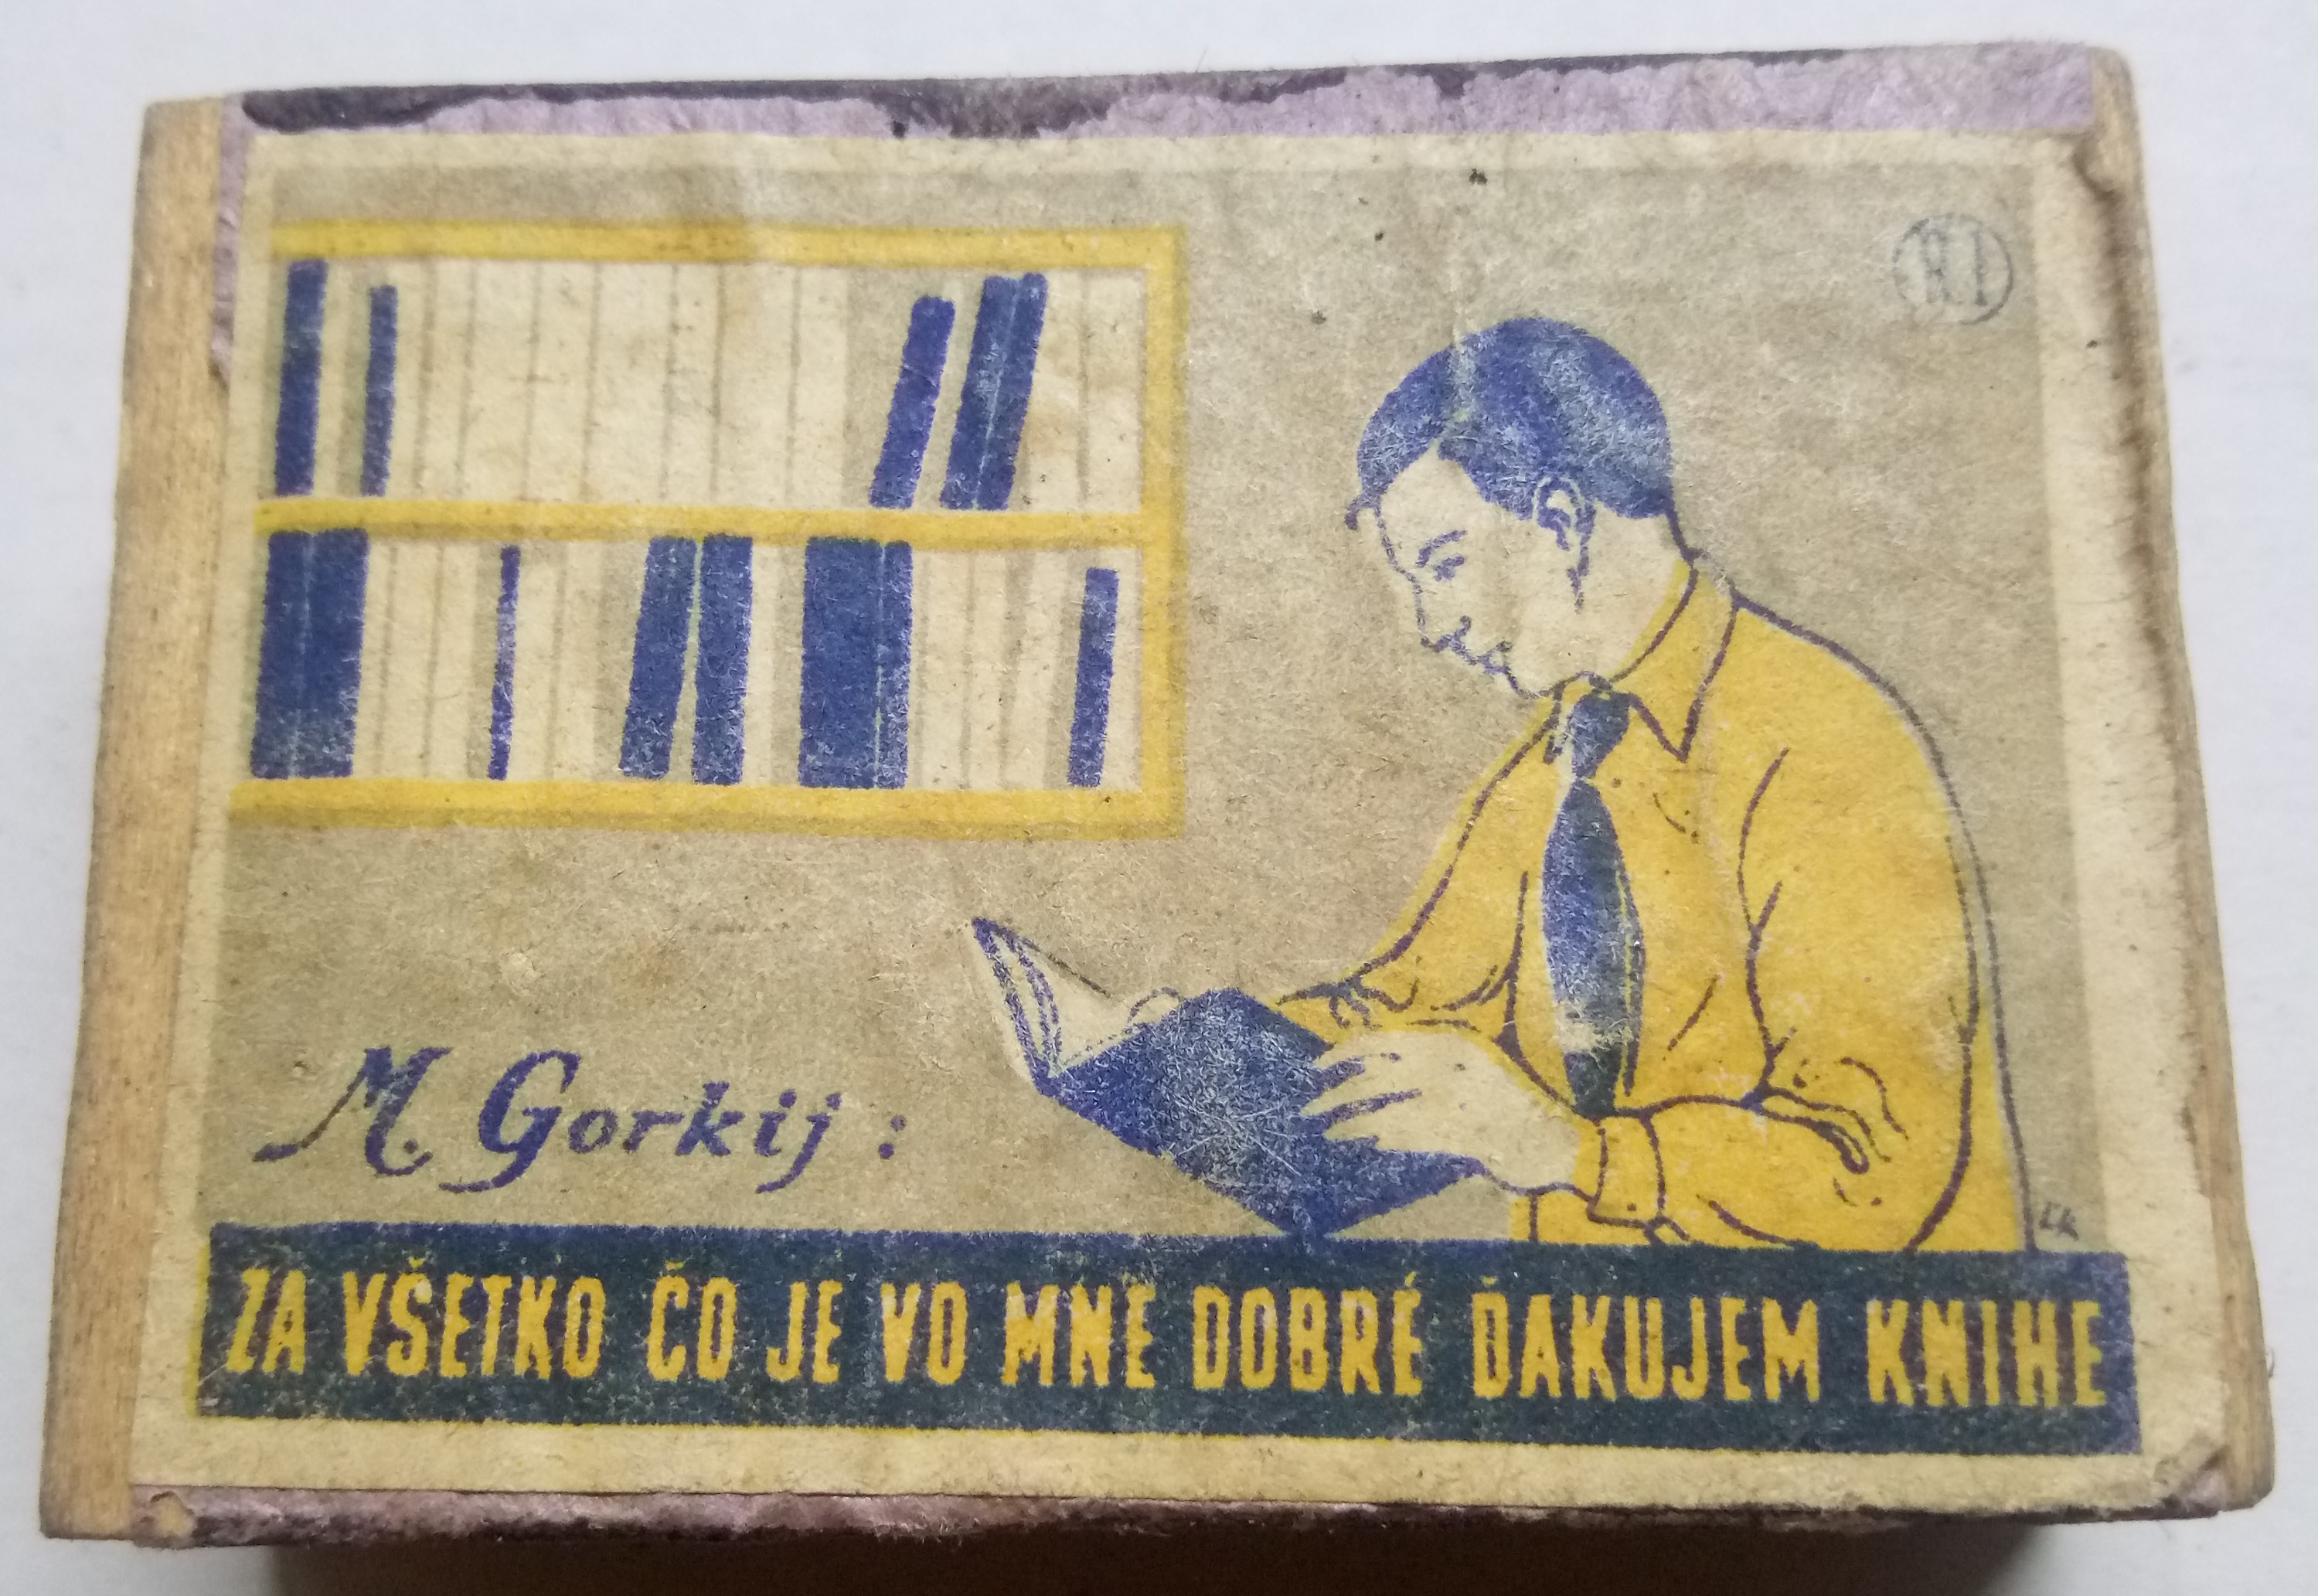 M. Gorkij :
ZA VŠETKO ČO JE VO MNE DOBRÉ ĎAKUJEM KNIHE